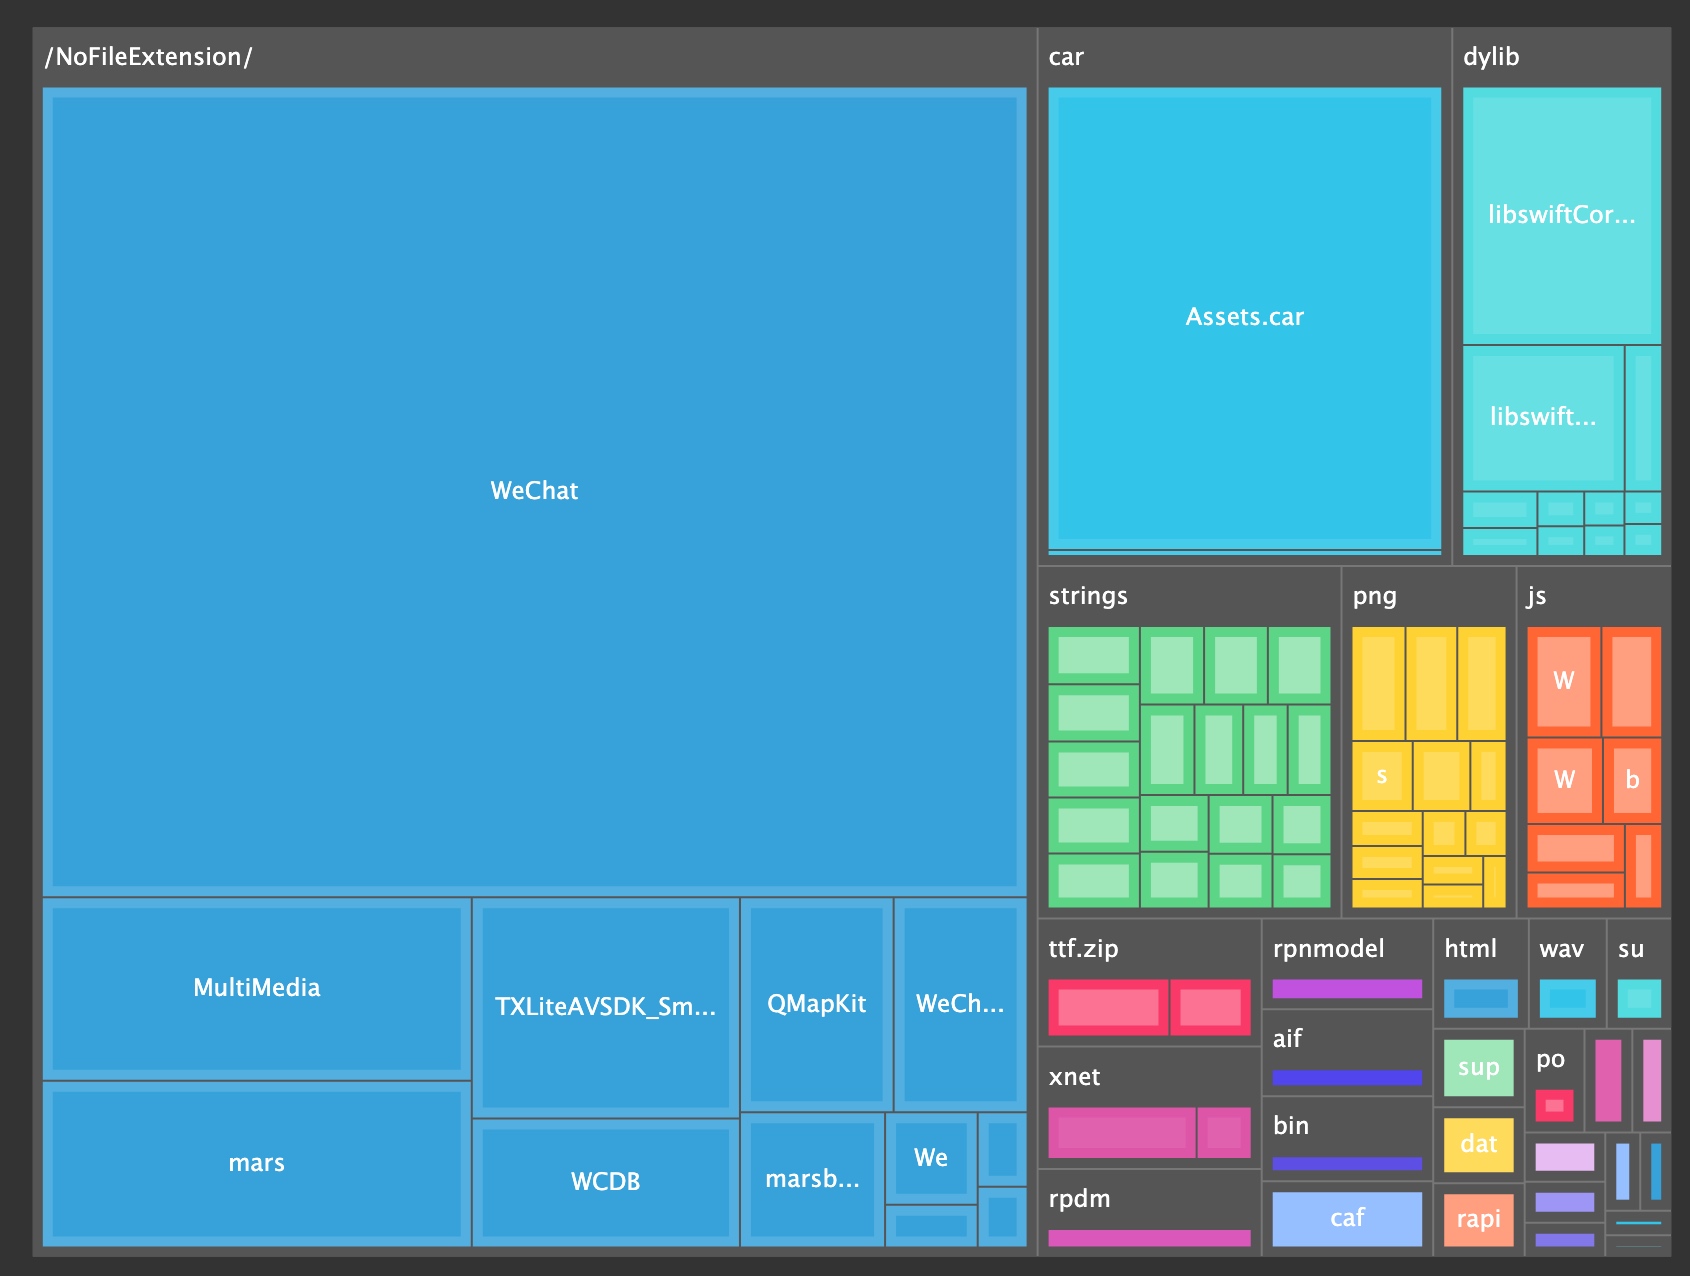 /NoFileExtension/
WeChat
MultiMedia
mars
TXLiteAVSDK_Sm...
WCDB
QMapKit
WeCh...
marsb...
We
car
Assets.car
dylib
libswiftCor...
libswift...
strings
png
s
js
W
W
b
ttf.zip
xnet
rpdm
rpnmodel
aif
bin
caf
html
wav
su
sup
dat
rapi
po